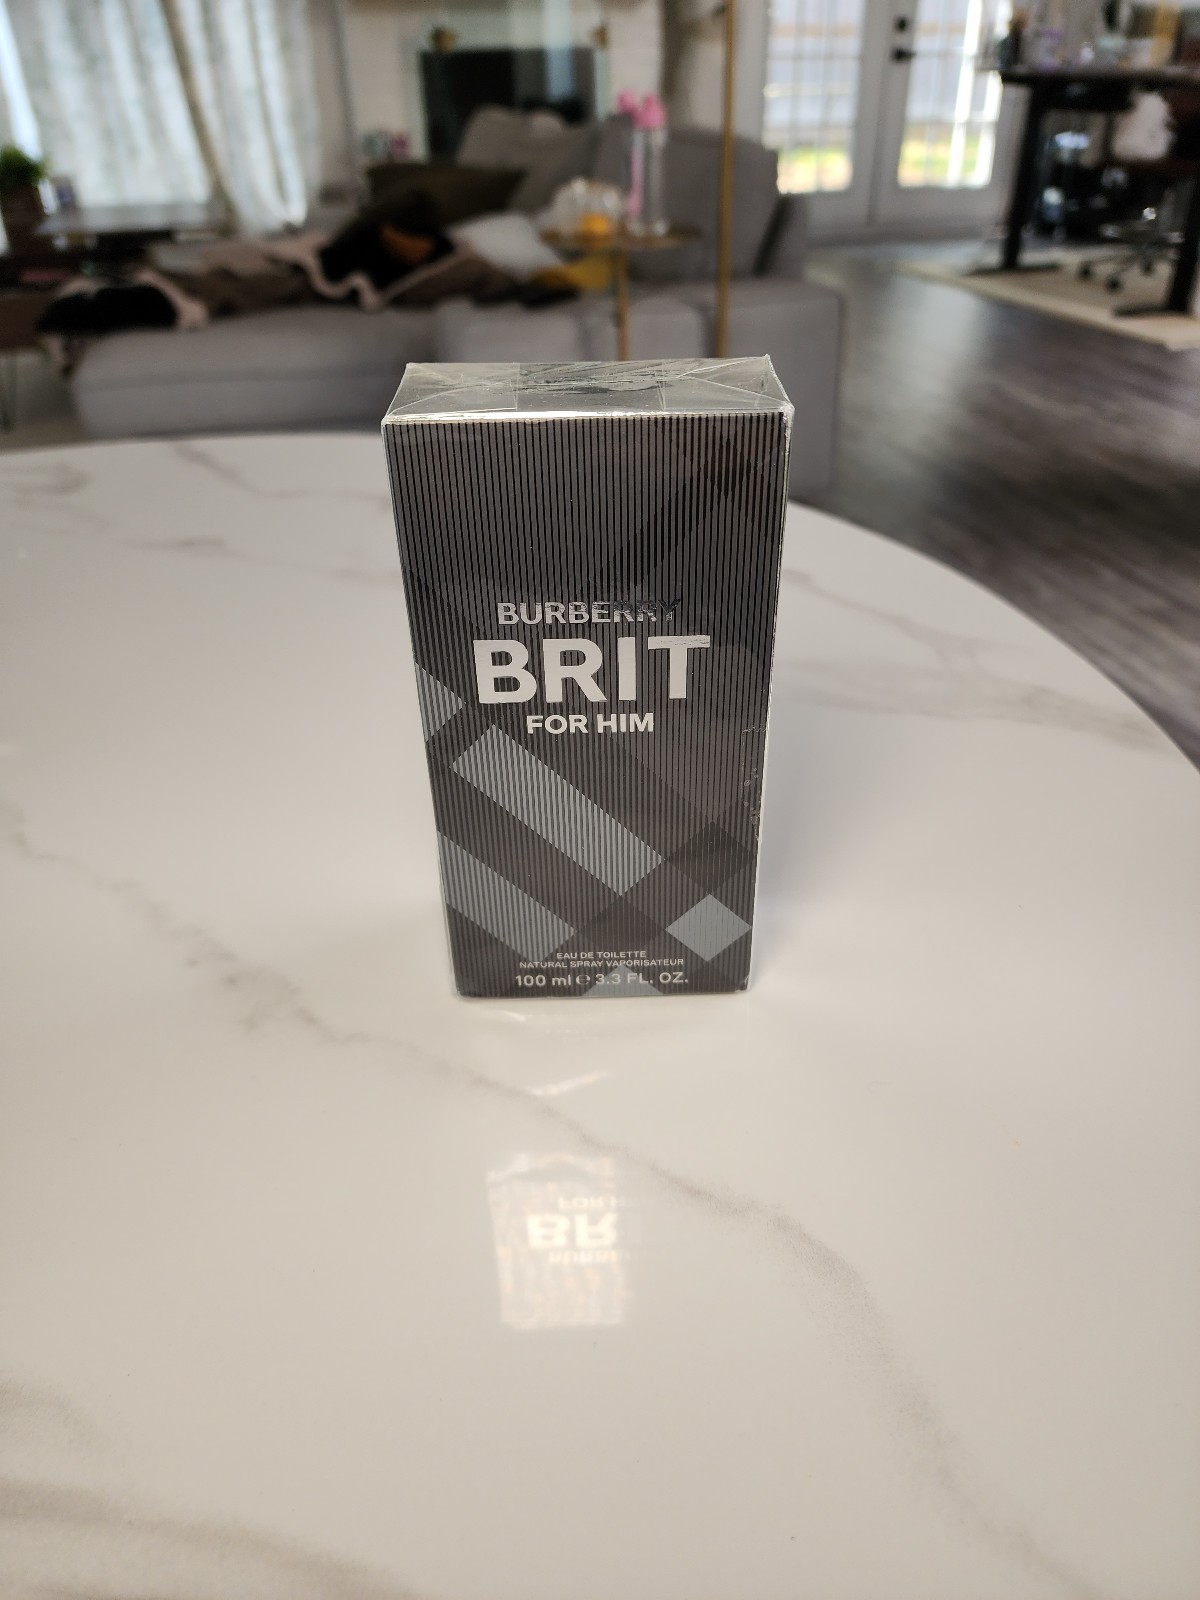 BURBERRY
BRIT
FOR HIM
EAU DE TOILETTE
NATURAL SPRAY VAPORISATEUR
100 ml ℮ 3.3 FL. OZ.